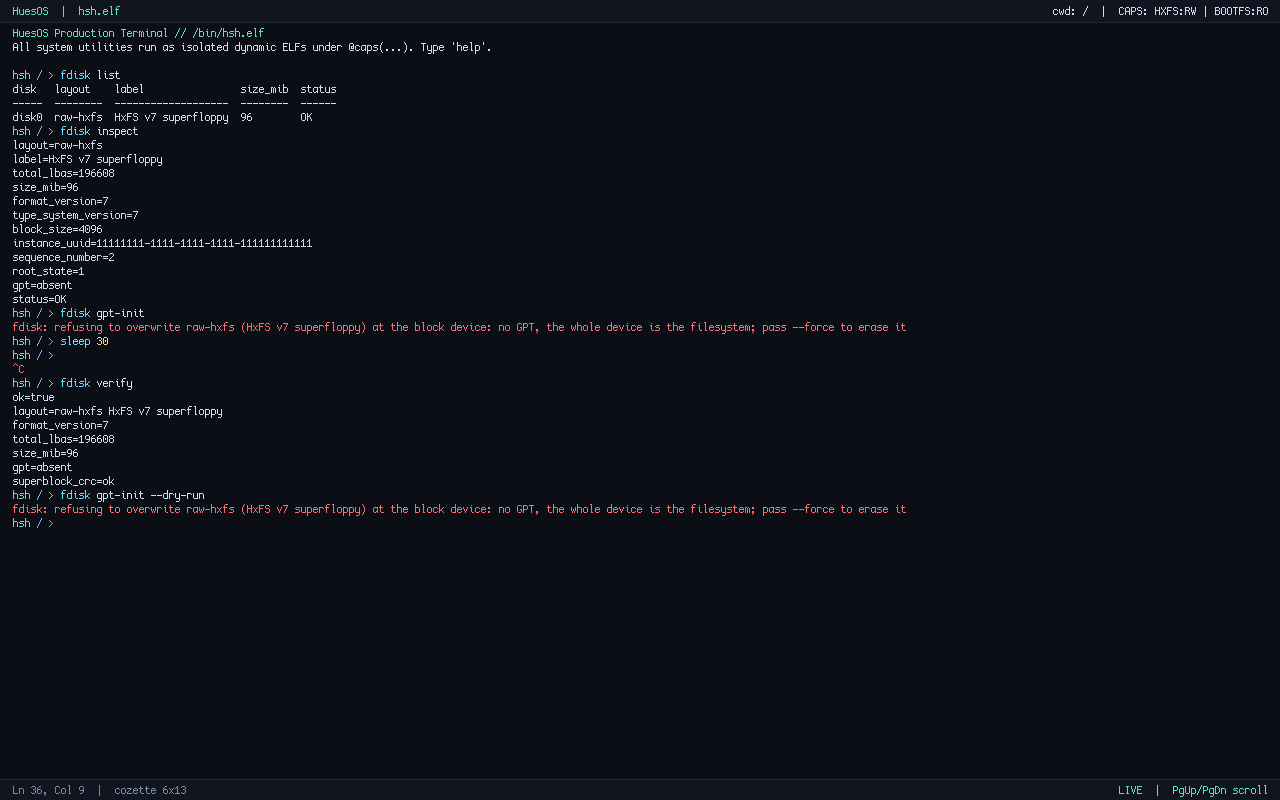 HuesOS  |  hsh.elf                cwd: /  |  CAPS: HXFS:RW | BOOTFS:RO
HuesOS Production Terminal // /bin/hsh.elf
All system utilities run as isolated dynamic ELFs under @caps(...). Type 'help'.
hsh / > fdisk list
disk   layout    label                size_mib  status
-----  --------  -------------------  --------  ------
disk0  raw-hxfs  HxFS v7 superfloppy  96        OK
hsh / > fdisk inspect
layout=raw-hxfs
label=HxFS v7 superfloppy
total_lbas=196608
size_mib=96
format_version=7
type_system_version=7
block_size=4096
instance_uuid=11111111-1111-1111-1111-111111111111
sequence_number=2
root_state=1
gpt=absent
status=OK
hsh / > fdisk gpt-init
fdisk: refusing to overwrite raw-hxfs (HxFS v7 superfloppy) at the block device: no GPT, the whole device is the filesystem; pass --force to erase it
hsh / > sleep 30
hsh / >
^C
hsh / > fdisk verify
ok=true
layout=raw-hxfs HxFS v7 superfloppy
format_version=7
total_lbas=196608
size_mib=96
gpt=absent
superblock_crc=ok
hsh / > fdisk gpt-init --dry-run
fdisk: refusing to overwrite raw-hxfs (HxFS v7 superfloppy) at the block device: no GPT, the whole device is the filesystem; pass --force to erase it
hsh / >
Ln 36, Col 9  |  cozette 6x13                LIVE  |  PgUp/PgDn scroll